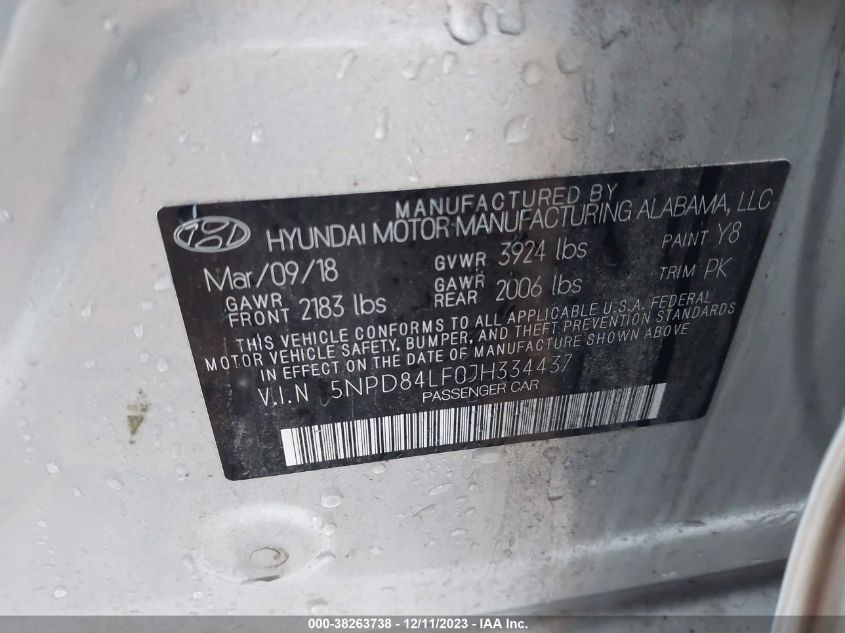 MANUFACTURED BY
HYUNDAI MOTOR MANUFACTURING ALABAMA, LLC
Mar/09/18 GVWR 3924 lbs PAINT Y8
GAWR FRONT 2183 lbs GAWR REAR 2006 lbs TRIM PK
THIS VEHICLE CONFORMS TO ALL APPLICABLE U.S.A. FEDERAL
MOTOR VEHICLE SAFETY, BUMPER, AND THEFT PREVENTION STANDARDS
IN EFFECT ON THE DATE OF MANUFACTURE SHOWN ABOVE
V.I.N 5NPD84LF0JH334437
PASSENGER CAR
000-38263738 - 12/11/2023 - ©IAA, Inc.